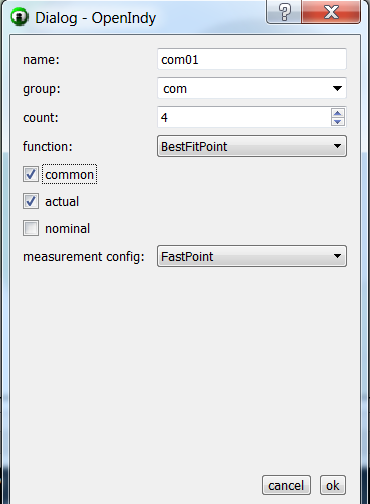 Dialog - OpenIndy
name: com01
group: com
count: 4
function: BestFitPoint
common
actual
nominal
measurement config: FastPoint
cancel ok